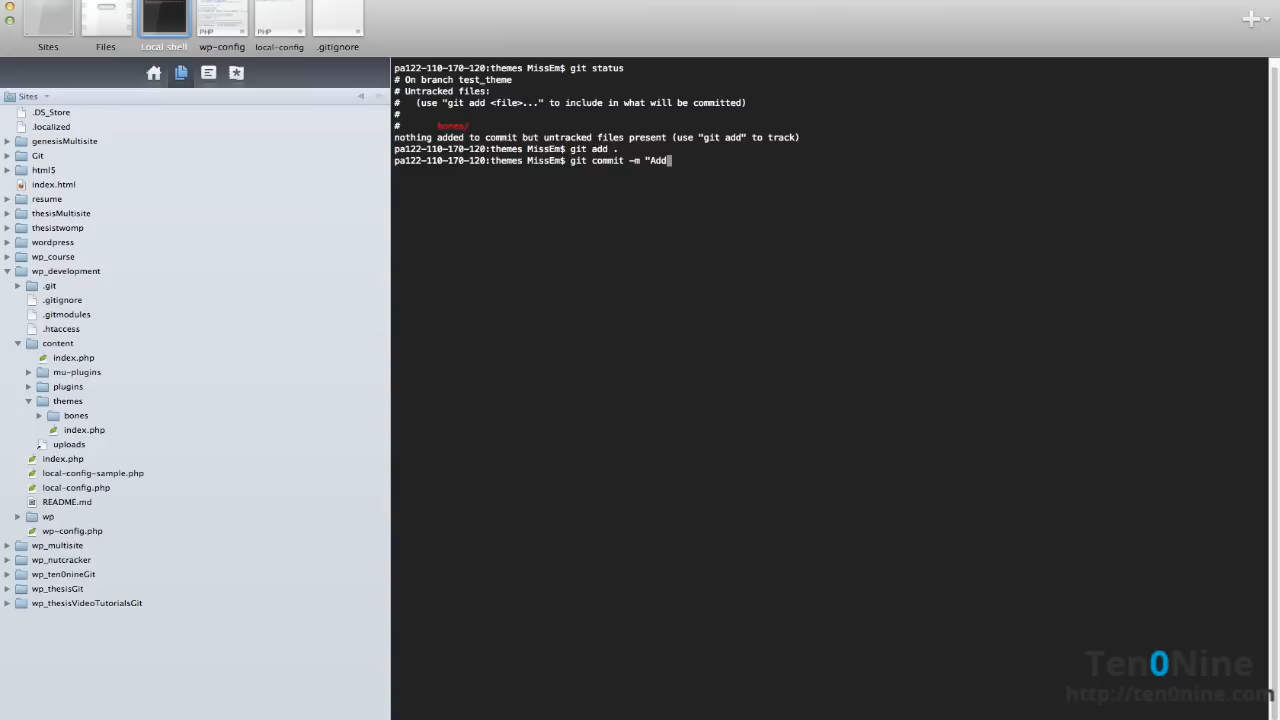 Sites
Files
Local shell
wp-config
local-config
.gitignore
PHP
PHP
Sites
.DS_Store
.localized
genesisMultisite
Git
html5
index.html
resume
thesisMultisite
thesistwomp
wordpress
wp_course
wp_development
.git
.gitignore
.gitmodules
.htaccess
content
index.php
mu-plugins
plugins
themes
bones
index.php
uploads
index.php
local-config-sample.php
local-config.php
README.md
wp
wp-config.php
wp_multisite
wp_nutcracker
wp_ten0nineGit
wp_thesisGit
wp_thesisVideoTutorialsGit
pa122-110-170-120:themes MissEm$ git status
# On branch test_theme
# Untracked files:
#   (use "git add <file>..." to include in what will be committed)
#
#       bones/
nothing added to commit but untracked files present (use "git add" to track)
pa122-110-170-120:themes MissEm$ git add .
pa122-110-170-120:themes MissEm$ git commit -m "Add
Ten0Nine
http://ten0nine.com